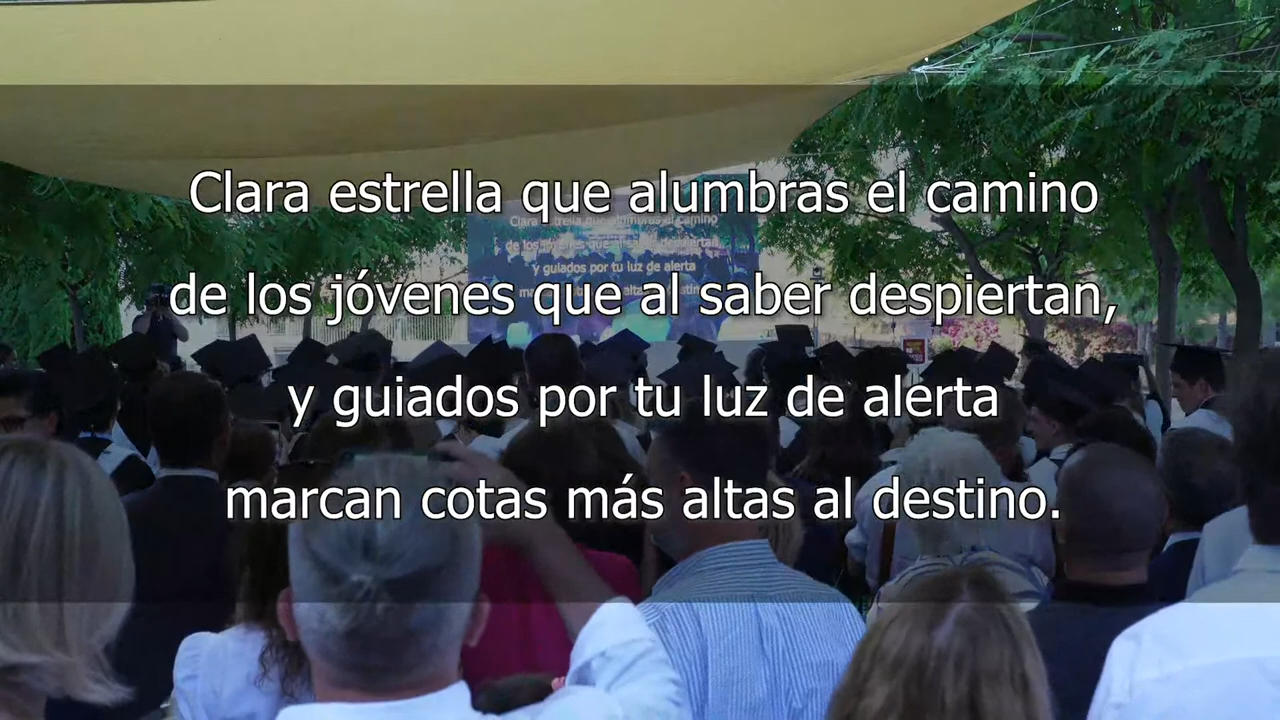 Clara estrella que alumbras el camino
de los jóvenes que al saber despiertan,
y guiados por tu luz de alerta
marcan cotas más altas al destino.